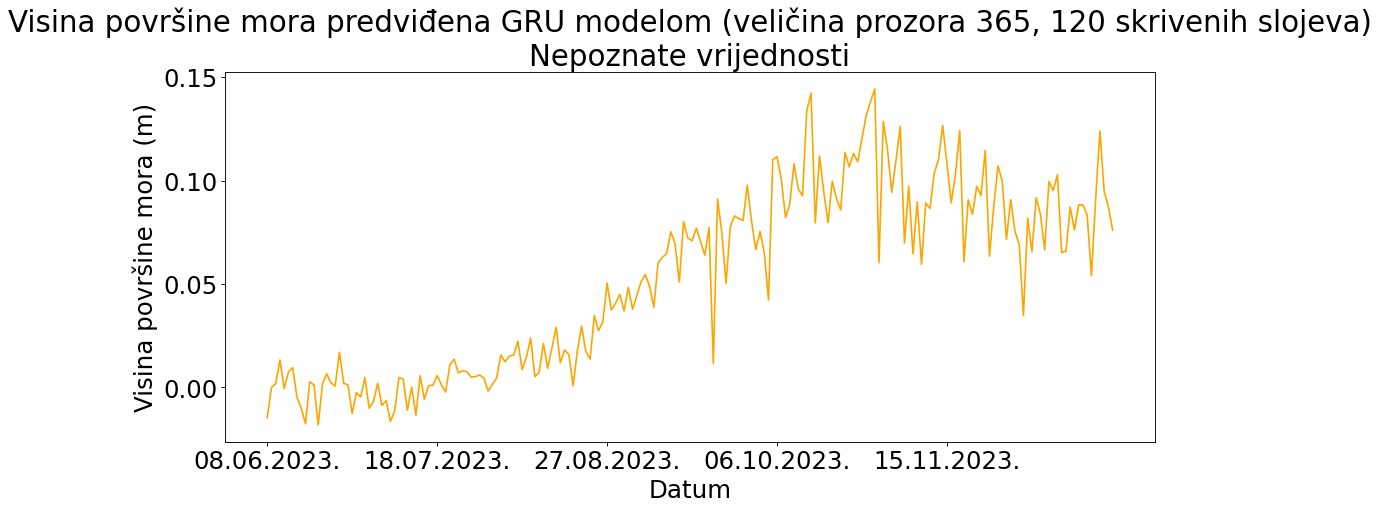 Visina površine mora predviđena GRU modelom (veličina prozora 365, 120 skrivenih slojeva)
Nepoznate vrijednosti
0.15
0.10
0.05
0.00
Visina površine mora (m)
08.06.2023. 18.07.2023. 27.08.2023. 06.10.2023. 15.11.2023.
Datum